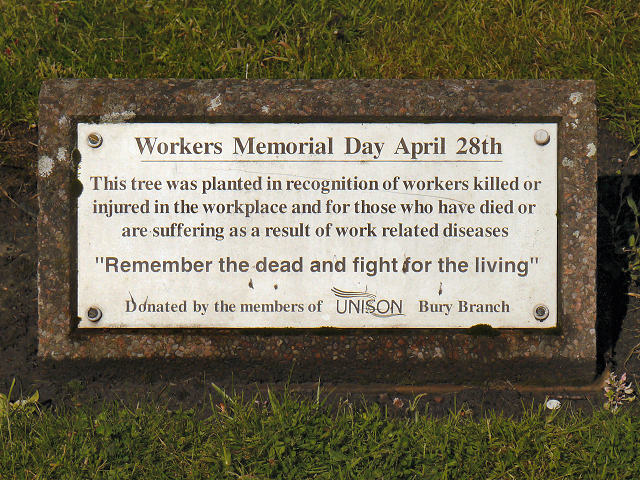 Workers Memorial Day April 28th
This tree was planted in recognition of workers killed or
injured in the workplace and for those who have died or
are suffering as a result of work related diseases
"Remember the dead and fight for the living"
Donated by the members of UNISON Bury Branch